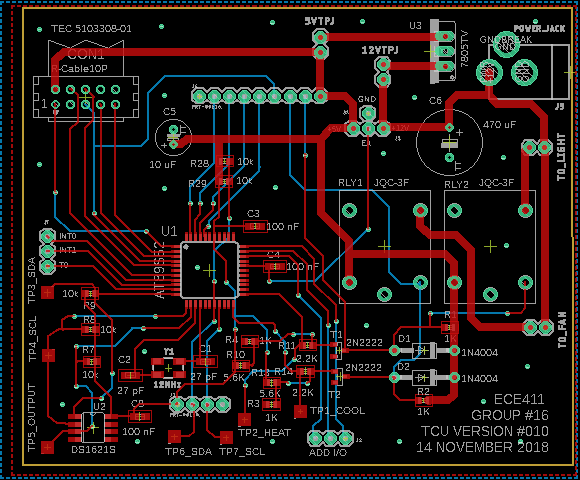 TEC 5103308-01
5VTPJ
U3
POWER_JACK
GNDBREAK
GND
CON1
12VTPJ
7805TV
R-Cable10P
J5
1
GND
C5
C6
+5V
+12V
470 uF
10 uF
R28
10k
TO_LIGHT
R29
10k
RLY1
JQC-3F
RLY2
JQC-3F
C3
100 nF
U1
INT0
INT1
T0
AT89S52
C4
100 nF
TP3_SDA
10k
R9
R8
10k
TP4_SCL
T1
2N2222
D1
1N4004
TO_FAN
R4
1K
R11
2.2K
R7
10k
Y1
C1
R10
5.6K
C2
12MHz
27 pF
27 pF
R14
2N2222
T2
D2
1N4004
5.6K
2.2K
R2
1K
R3
1K
TP5_OUTPUT
U2
100 nF
DS1621S
TP1_COOL
TP2_HEAT
TP6_SDA
TP7_SCL
ADD I/O
ECE411
GROUP #16
TCU VERSION #010
14 NOVEMBER 2018